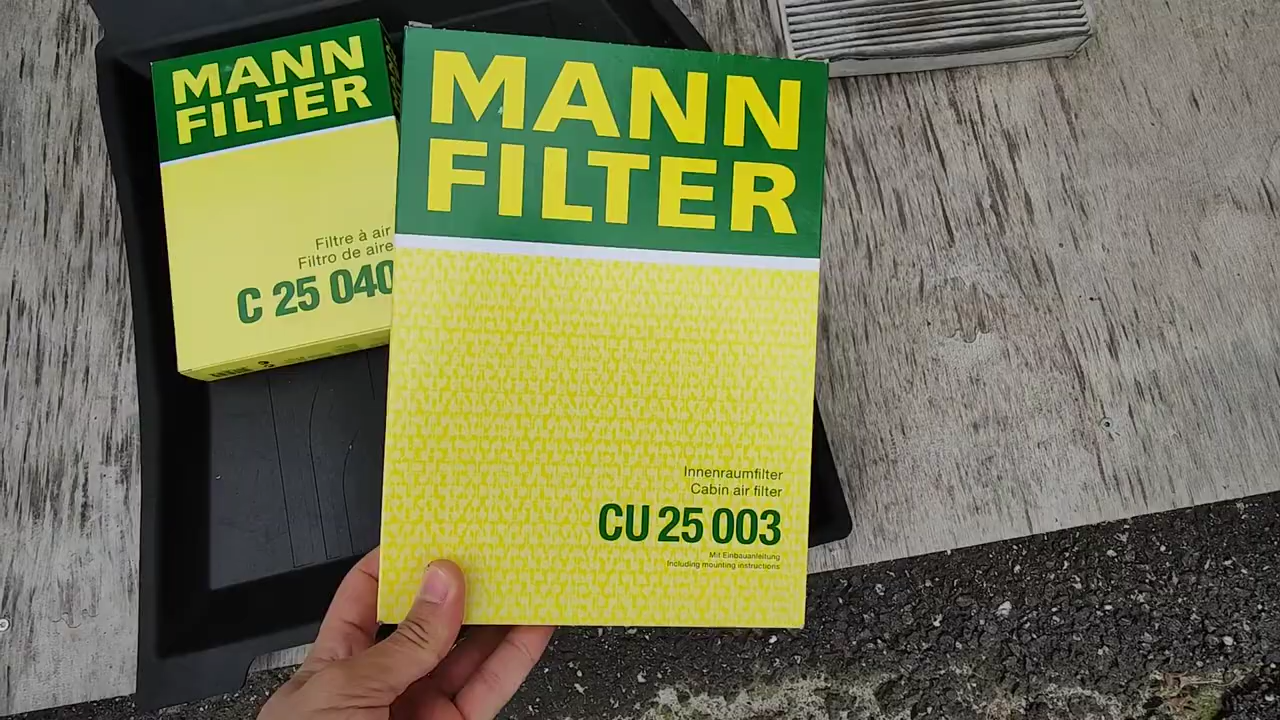 MANN
FILTER
Filtre à air
Filtro de aire
C 25 040
MANN
FILTER
Innenraumfilter
Cabin air filter
CU 25 003
Mit Einbauanleitung
Including mounting instructions